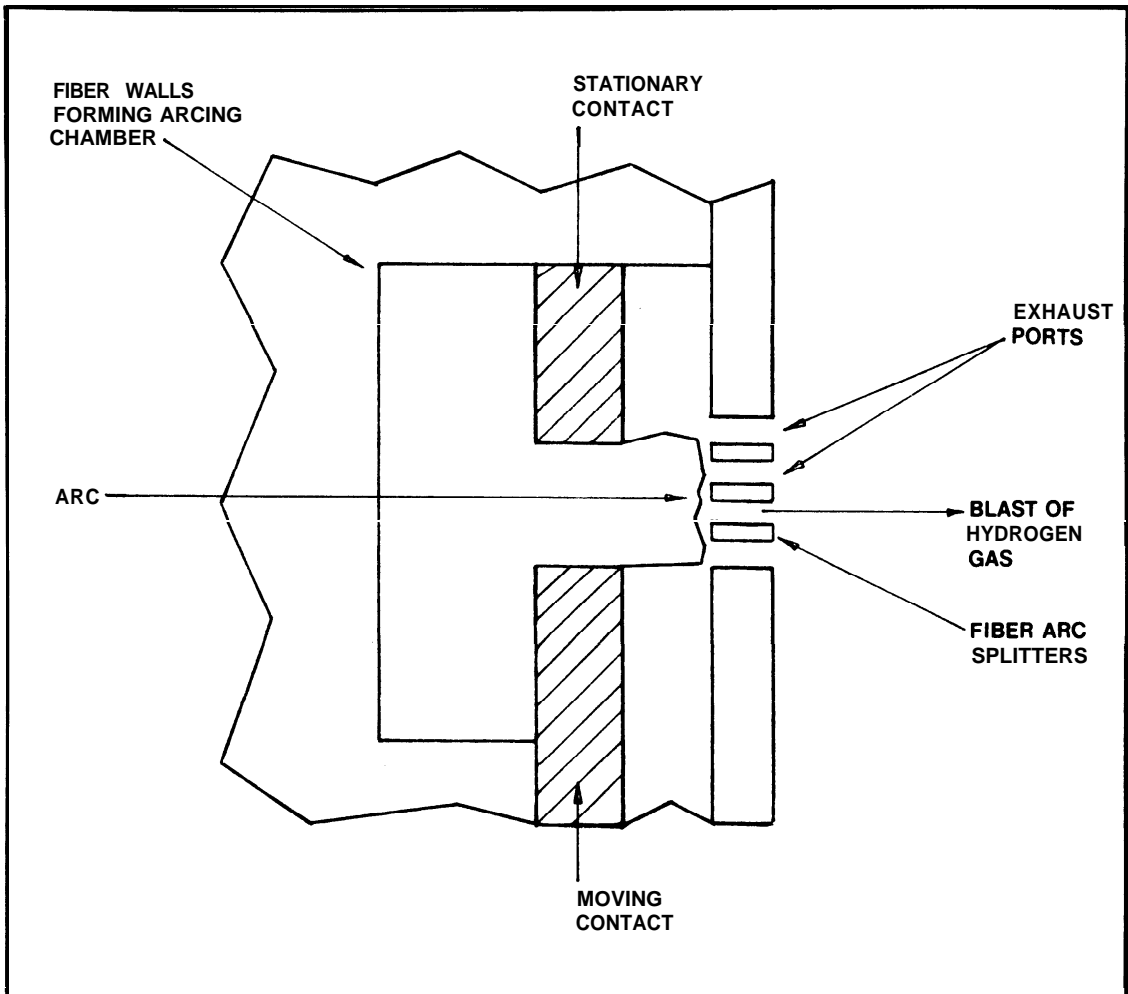 FIBER WALLS
FORMING ARCING
CHAMBER
STATIONARY
CONTACT
EXHAUST
PORTS
ARC
BLAST OF
HYDROGEN
GAS
FIBER ARC
SPLITTERS
MOVING
CONTACT